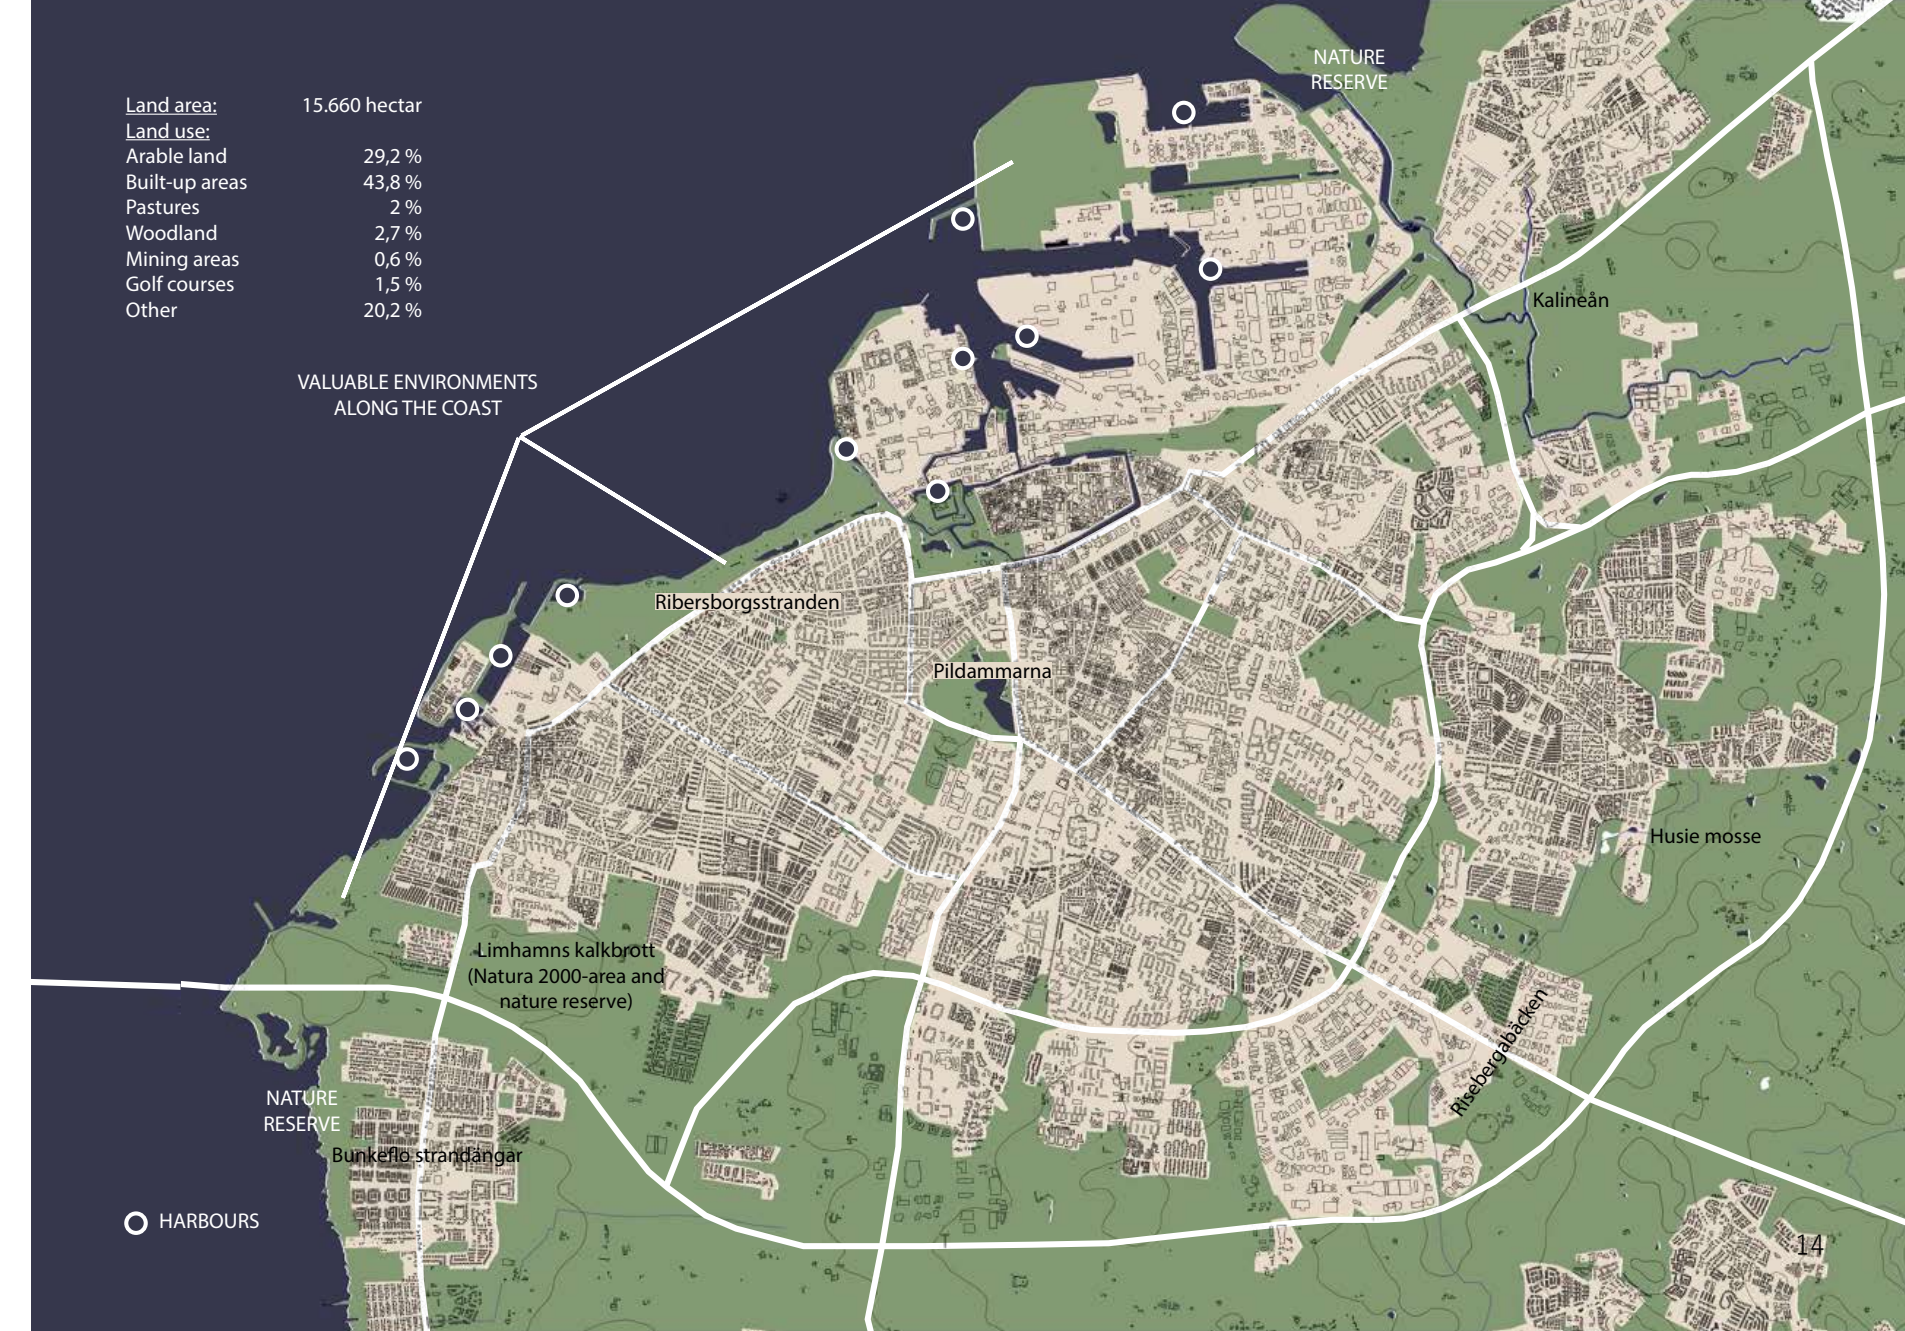 NATURE
RESERVE
Land area: 15.660 hectar
Land use:
Arable land 29,2 %
Built-up areas 43,8 %
Pastures 2 %
Woodland 2,7 %
Mining areas 0,6 %
Golf courses 1,5 %
Other 20,2 %
Kalineån
VALUABLE ENVIRONMENTS
ALONG THE COAST
Ribersborgsstranden
Pildammarna
Husie mosse
Limhamns kalkbrott
(Natura 2000-area and
nature reserve)
Risebergabäcken
NATURE
RESERVE
Bunkeflo strandängar
HARBOURS
14